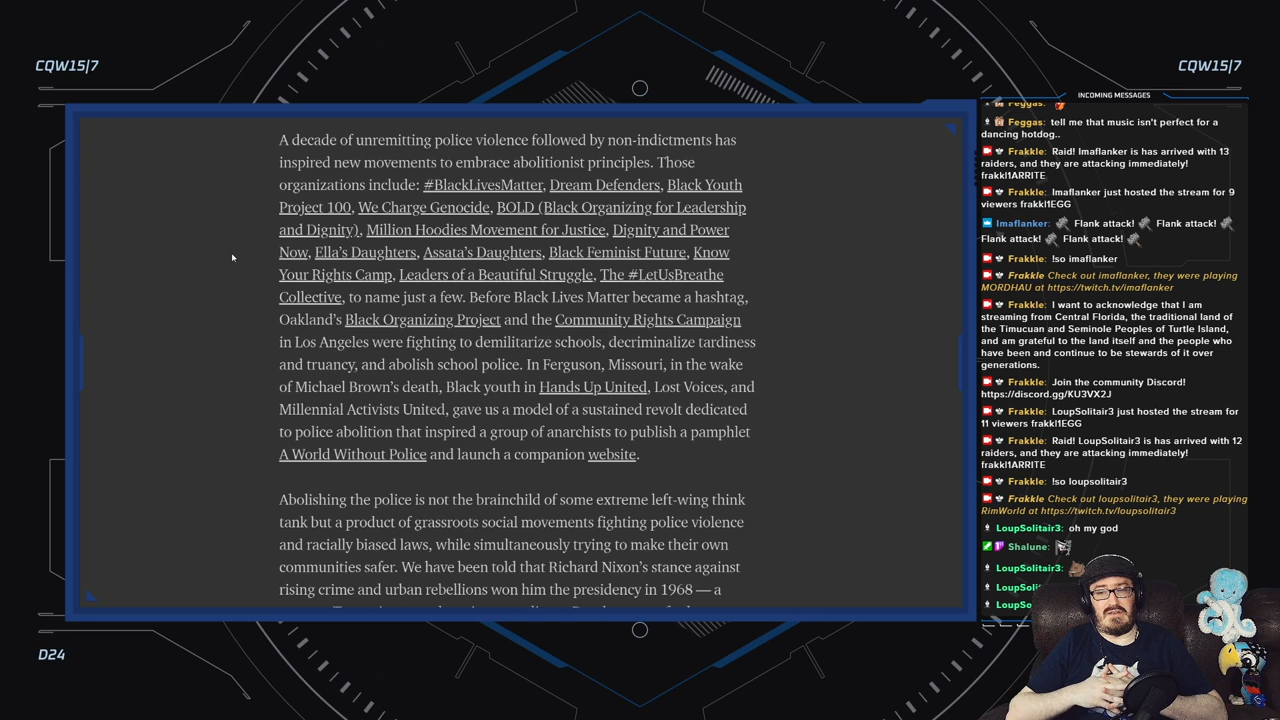 CQW15|7
CQW15|7
INCOMING MESSAGES
A decade of unremitting police violence followed by non-indictments has
inspired new movements to embrace abolitionist principles. Those
organizations include: #BlackLivesMatter, Dream Defenders, Black Youth
Project 100, We Charge Genocide, BOLD (Black Organizing for Leadership
and Dignity), Million Hoodies Movement for Justice, Dignity and Power
Now, Ella's Daughters, Assata's Daughters, Black Feminist Future, Know
Your Rights Camp, Leaders of a Beautiful Struggle, The #LetUsBreathe
Collective, to name just a few. Before Black Lives Matter became a hashtag,
Oakland's Black Organizing Project and the Community Rights Campaign
in Los Angeles were fighting to demilitarize schools, decriminalize tardiness
and truancy, and abolish school police. In Ferguson, Missouri, in the wake
of Michael Brown's death, Black youth in Hands Up United, Lost Voices, and
Millennial Activists United, gave us a model of a sustained revolt dedicated
to police abolition that inspired a group of anarchists to publish a pamphlet
A World Without Police and launch a companion website.
Abolishing the police is not the brainchild of some extreme left-wing think
tank but a product of grassroots social movements fighting police violence
and racially biased laws, while simultaneously trying to make their own
communities safer. We have been told that Richard Nixon's stance against
rising crime and urban rebellions won him the presidency in 1968 — a
Feggas:
Feggas: tell me that music isn't perfect for a
dancing hotdog..
Frakkle: Raid! Imaflanker is has arrived with 13
raiders, and they are attacking immediately!
frakkl1ARRITE
Frakkle: Imaflanker just hosted the stream for 9
viewers frakkl1EGG
Imaflanker: Flank attack! Flank attack!
Flank attack! Flank attack!
Frakkle: !so imaflanker
Frakkle Check out imaflanker, they were playing
MORDHAU at https://twitch.tv/imaflanker
Frakkle: I want to acknowledge that I am
streaming from Central Florida, the traditional land of
the Timucuan and Seminole Peoples of Turtle Island,
and am grateful to the land itself and the people who
have been and continue to be stewards of it over
generations.
Frakkle: Join the community Discord!
https://discord.gg/KU3VX2J
Frakkle: LoupSolitair3 just hosted the stream for
11 viewers frakkl1EGG
Frakkle: Raid! LoupSolitair3 is has arrived with 12
raiders, and they are attacking immediately!
frakkl1ARRITE
Frakkle: !so loupsolitair3
Frakkle Check out loupsolitair3, they were playing
RimWorld at https://twitch.tv/loupsolitair3
LoupSolitair3: oh my god
Shalune:
LoupSolitair3:
LoupSoliti
LoupSo
D24